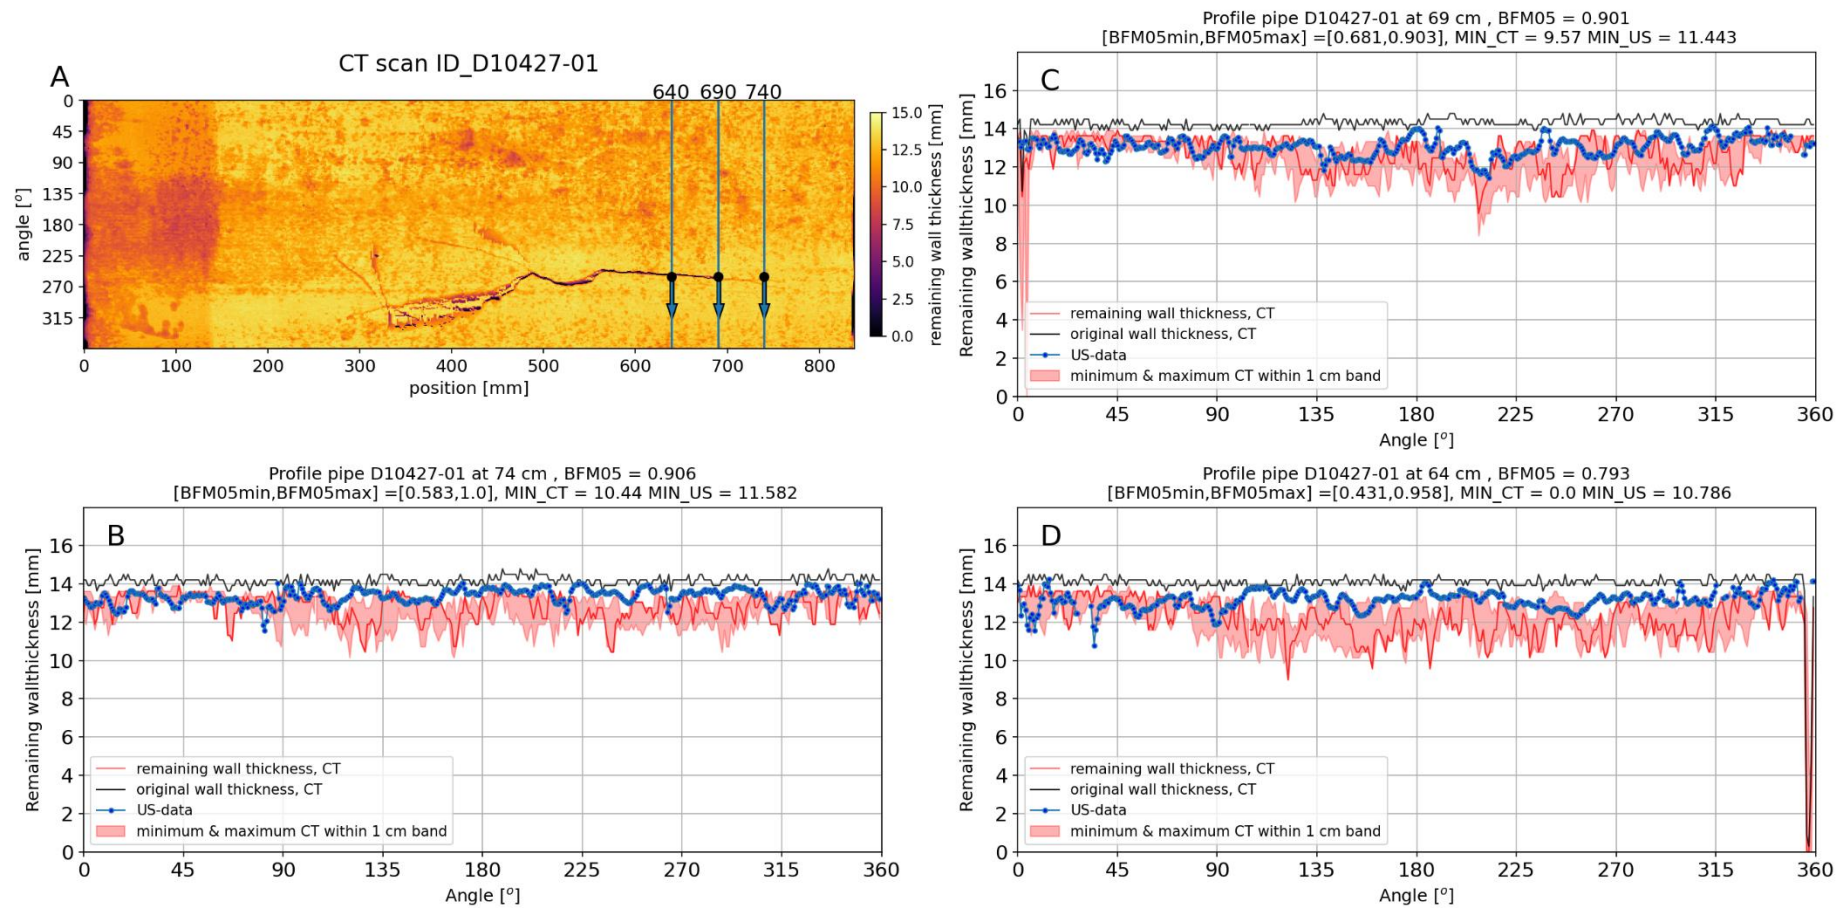 A
CT scan ID_D10427-01
640 690 740
0
45
90
135
180
225
270
315
angle [°]
0 100 200 300 400 500 600 700 800
position [mm]
15.0
12.5
10.0
7.5
5.0
2.5
0.0
remaining wall thickness [mm]
Profile pipe D10427-01 at 69 cm , BFM05 = 0.901
[BFM05min,BFM05max] =[0.681,0.903], MIN_CT = 9.57 MIN_US = 11.443
C
16
14
12
10
8
6
4
2
0
Remaining wallthickness [mm]
remaining wall thickness, CT
original wall thickness, CT
US-data
minimum & maximum CT within 1 cm band
0 45 90 135 180 225 270 315 360
Angle [°]
Profile pipe D10427-01 at 74 cm , BFM05 = 0.906
[BFM05min,BFM05max] =[0.583,1.0], MIN_CT = 10.44 MIN_US = 11.582
B
16
14
12
10
8
6
4
2
0
Remaining wallthickness [mm]
remaining wall thickness, CT
original wall thickness, CT
US-data
minimum & maximum CT within 1 cm band
0 45 90 135 180 225 270 315 360
Angle [°]
Profile pipe D10427-01 at 64 cm , BFM05 = 0.793
[BFM05min,BFM05max] =[0.431,0.958], MIN_CT = 0.0 MIN_US = 10.786
D
16
14
12
10
8
6
4
2
0
Remaining wallthickness [mm]
remaining wall thickness, CT
original wall thickness, CT
US-data
minimum & maximum CT within 1 cm band
0 45 90 135 180 225 270 315 360
Angle [°]